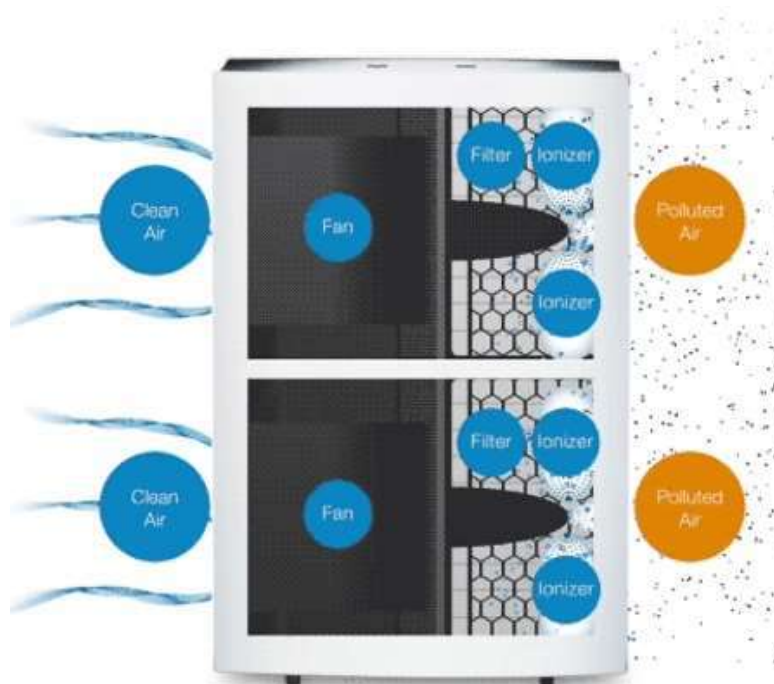 Filter
Ionizer
Clean
Air
Fan
Polluted
Air
Ionizer
Filter
Ionizer
Clean
Air
Fan
Polluted
Air
Ionizer